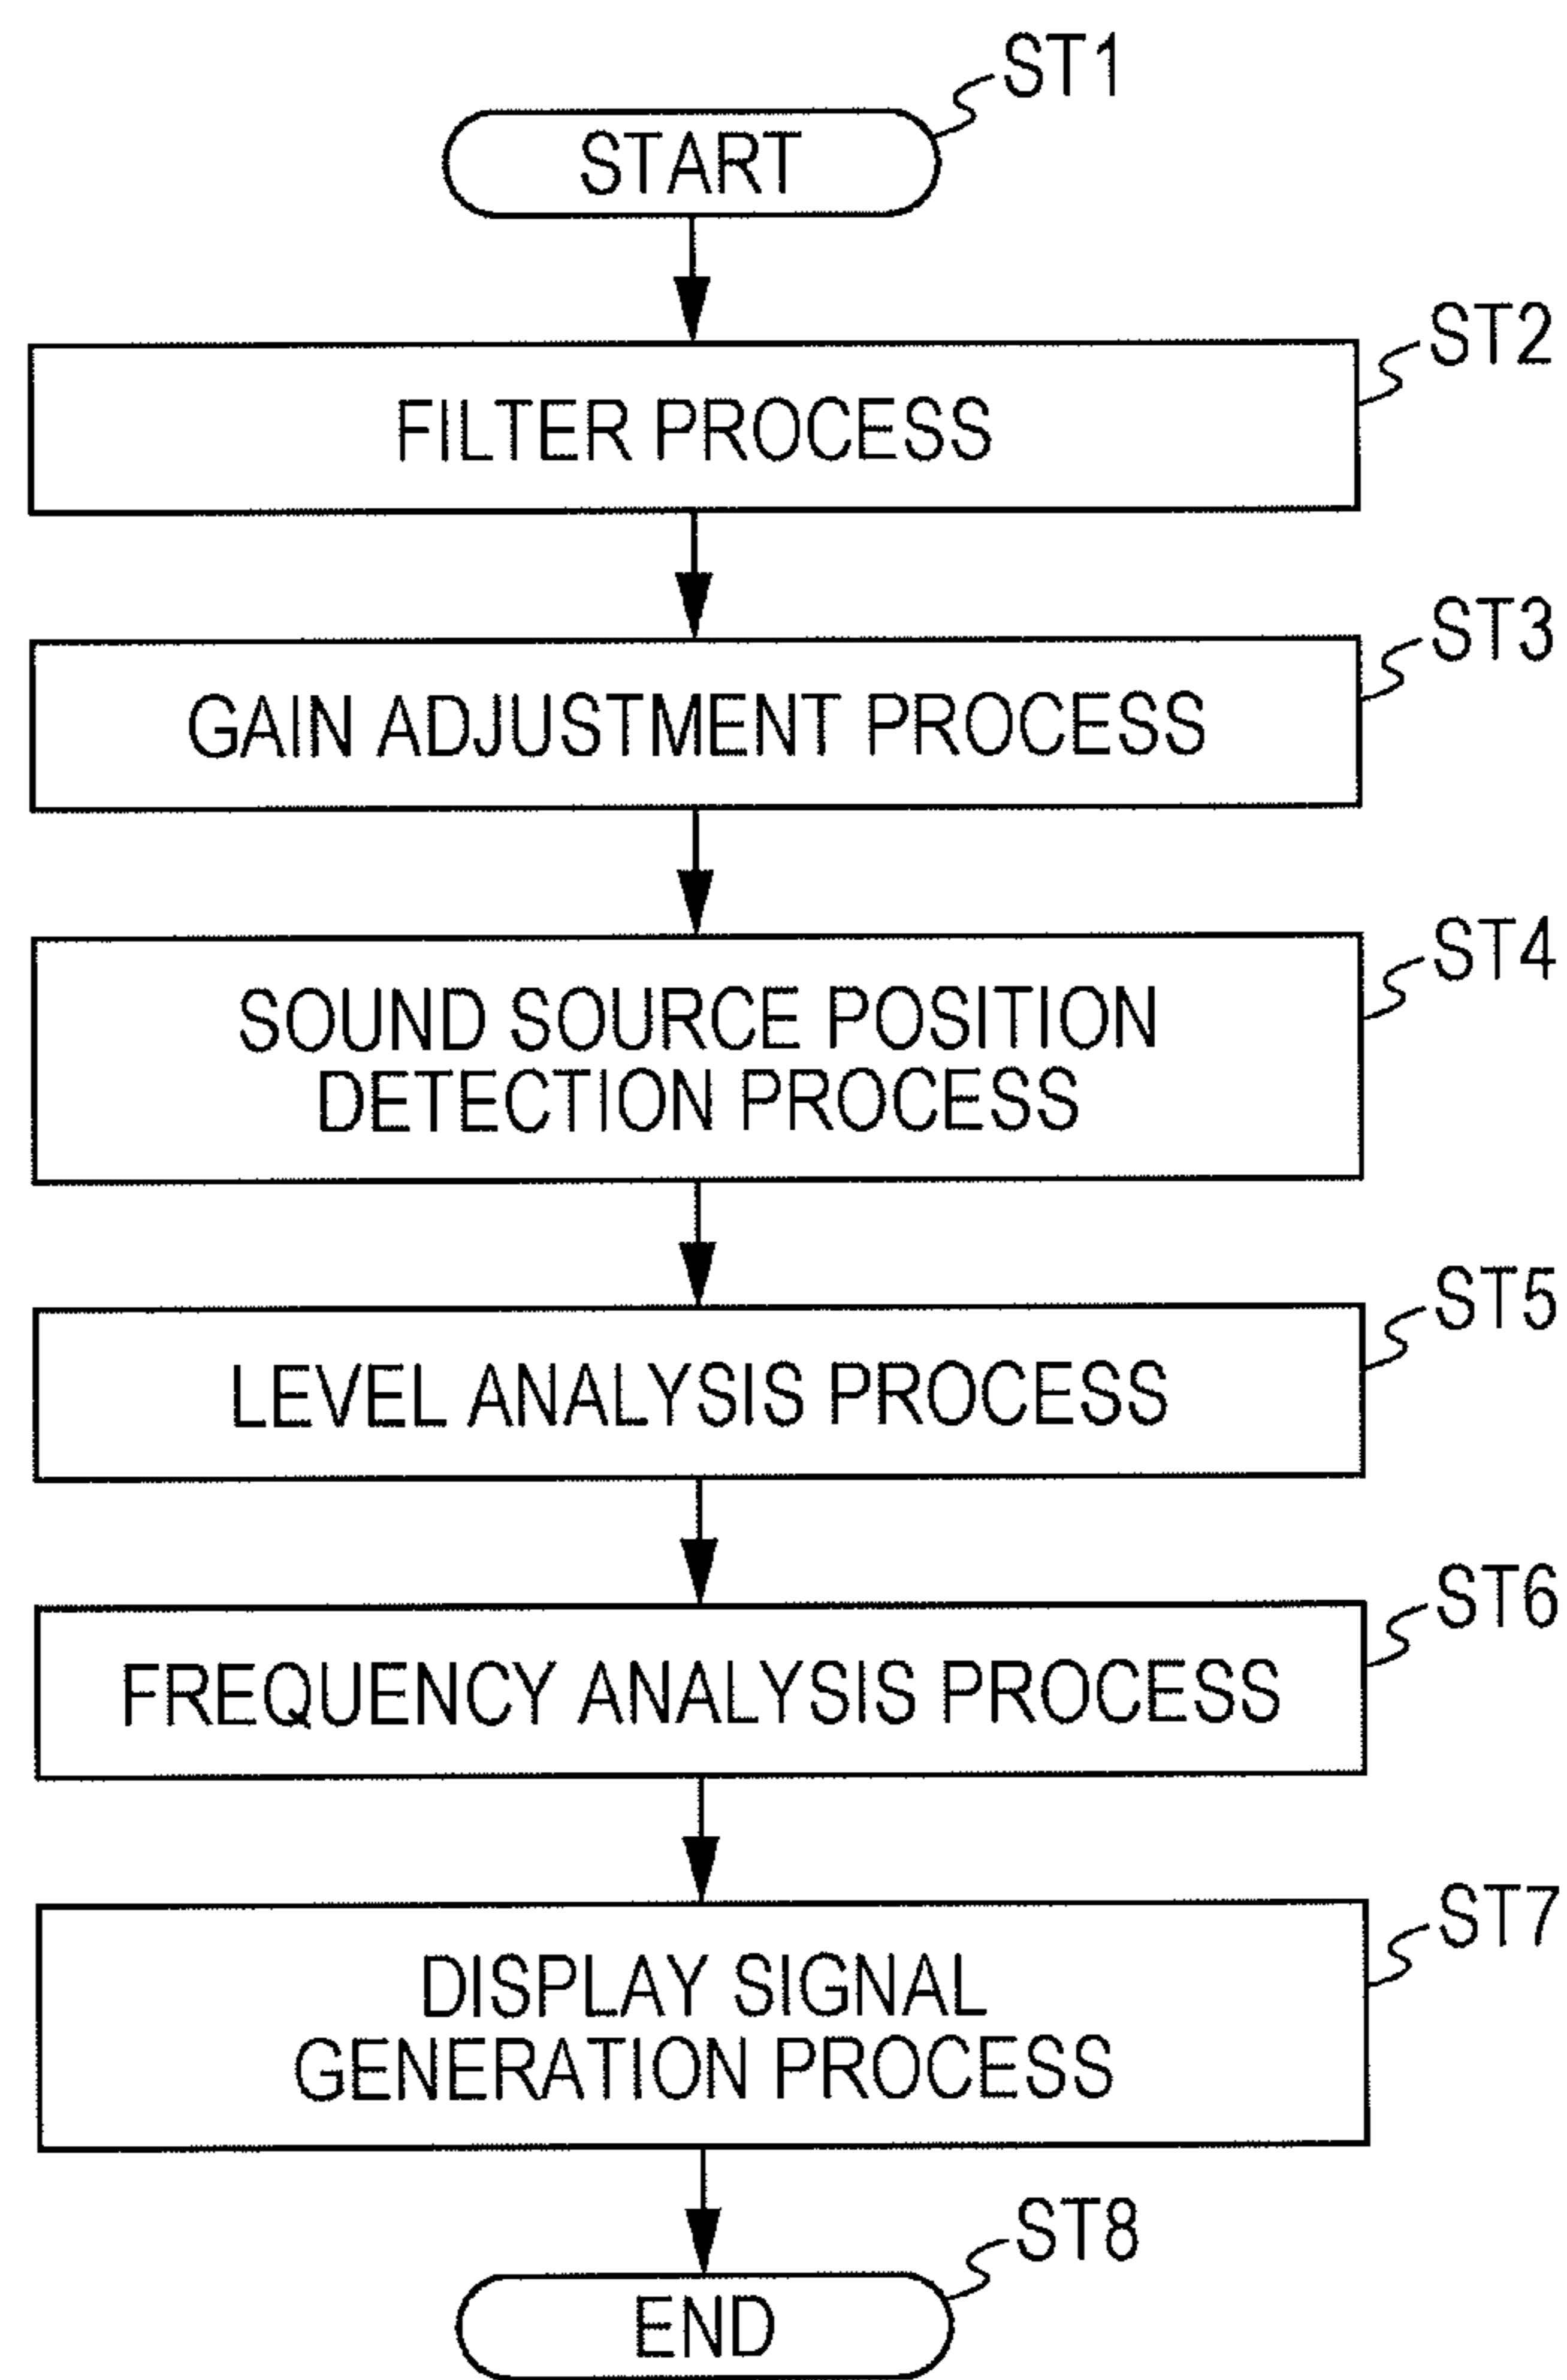 ST1
START
ST2
FILTER PROCESS
ST3
GAIN ADJUSTMENT PROCESS
ST4
SOUND SOURCE POSITION
DETECTION PROCESS
ST5
LEVEL ANALYSIS PROCESS
ST6
FREQUENCY ANALYSIS PROCESS
ST7
DISPLAY SIGNAL
GENERATION PROCESS
ST8
END